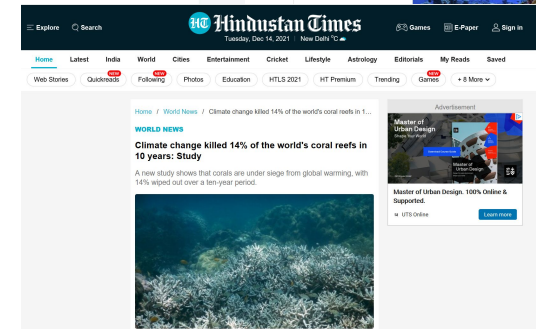 Explore
Search
HT Hindustan Times
Tuesday, Dec 14, 2021 | New Delhi °C
Games
E-Paper
Sign in
Home Latest India World Cities Entertainment Cricket Lifestyle Astrology Editorials My Reads Saved
Web Stories Quickreads NEW Following NEW Photos Education HTLS 2021 HT Premium Trending Games NEW + 8 More
Home / World News / Climate change killed 14% of the world's coral reefs in 1...
WORLD NEWS
Climate change killed 14% of the world's coral reefs in
10 years: Study
A new study shows that corals are under siege from global warming, with
14% wiped out over a ten-year period.
Advertisement
Master of
Urban Design
Master of
Urban Design
Master of Urban Design. 100% Online &
Supported.
UTS Online
Learn more